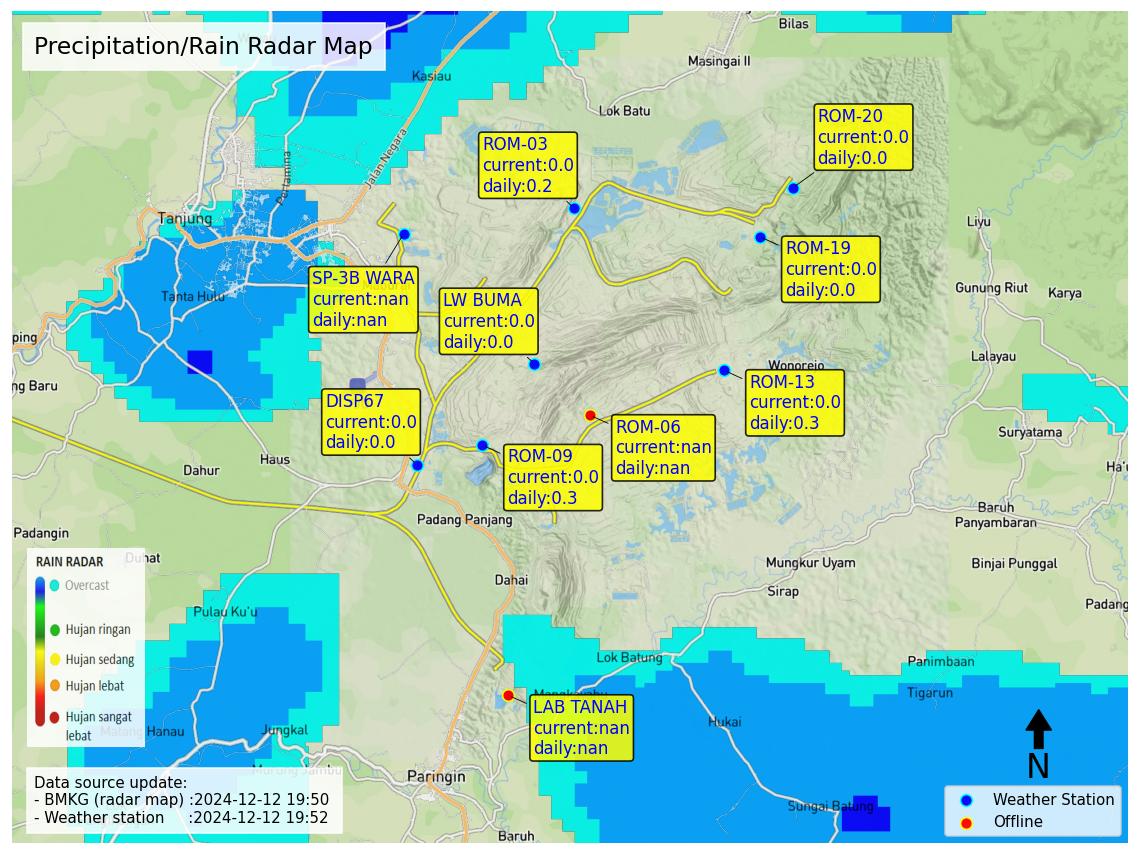 Precipitation/Rain Radar Map
Bilas
Masingai II
Kasiau
Lok Batu
ROM-20
current:0.0
daily:0.0
ROM-03
current:0.0
daily:0.2
Jalan Negara
Pertamina
Tanjung
Liyu
ROM-19
current:0.0
daily:0.0
SP-3B WARA
current:nan
daily:nan
LW BUMA
current:0.0
daily:0.0
Tanta Hulu
Gunung Riut
Karya
ping
Lalayau
Wonorejo
ng Baru
ROM-13
current:0.0
daily:0.3
DISP67
current:0.0
daily:0.0
ROM-06
current:nan
daily:nan
Suryatama
Haus
Dahur
ROM-09
current:0.0
daily:0.3
Ha'u
Baruh
Panyambaran
Padang Panjang
Padangin
Duhat
Mungkur Uyam
Binjai Punggal
Dahai
Sirap
Padang
Pulau Ku'u
RAIN RADAR
Overcast
Hujan ringan
Hujan sedang
Hujan lebat
Hujan sangat
lebat
Lok Batung
Panimbaan
Tigarun
LAB TANAH
current:nan
daily:nan
Hukai
Matang Hanau
Jungkal
Murung Jambu
Paringin
N
Data source update:
- BMKG (radar map) :2024-12-12 19:50
- Weather station :2024-12-12 19:52
Sungai Batung
Weather Station
Offline
Baruh